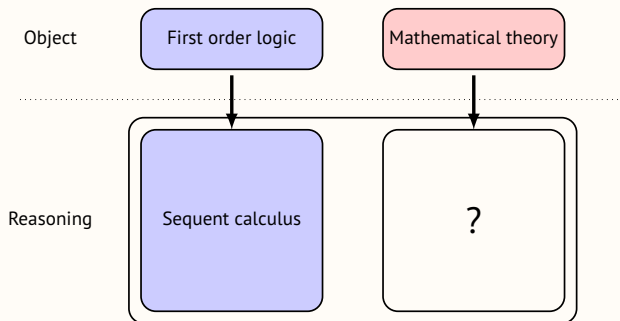 Object
First order logic
Mathematical theory
Reasoning
Sequent calculus
?